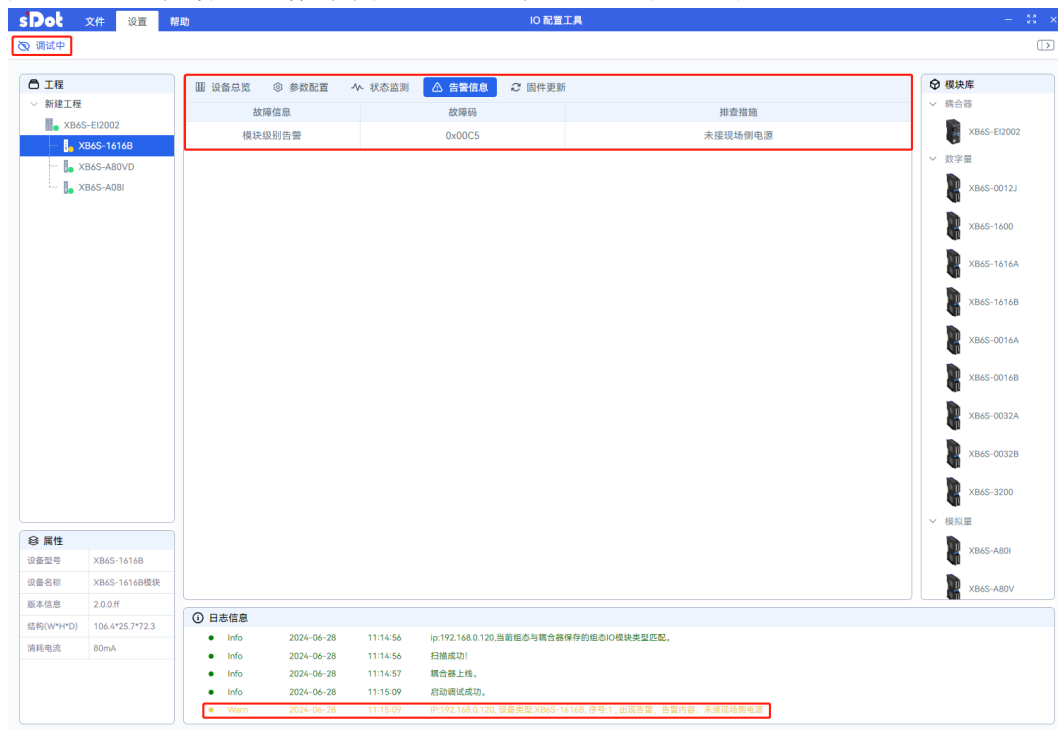 sDot 文件 设置 帮助 IO 配置工具
调试中
工程
新建工程
XB6S-EI2002
XB6S-1616B
XB6S-A80VD
XB6S-A08I
设备总览 参数配置 状态监测 告警信息 固件更新
故障信息 故障码 排查措施
模块级别告警 0x00C5 未接现场侧电源
模块库
耦合器
XB6S-EI2002
数字量
XB6S-0012J
XB6S-1600
XB6S-1616A
XB6S-1616B
XB6S-0016A
XB6S-0016B
XB6S-0032A
XB6S-0032B
XB6S-3200
模拟量
XB6S-A80I
XB6S-A80V
属性
设备型号 XB6S-1616B
设备名称 XB6S-1616B模块
版本信息 2.0.0.ff
结构(W*H*D) 106.4*25.7*72.3
消耗电流 80mA
日志信息
Info 2024-06-28 11:14:56 ip:192.168.0.120,当前组态与耦合器保存的组态IO模块类型匹配。
Info 2024-06-28 11:14:56 扫描成功!
Info 2024-06-28 11:14:57 耦合器上线。
Info 2024-06-28 11:15:09 启动调试成功。
Warn 2024-06-28 11:15:09 IP:192.168.0.120, 设备类型:XB6S-1616B, 序号:1 , 出现告警, 告警内容: 未接现场侧电源